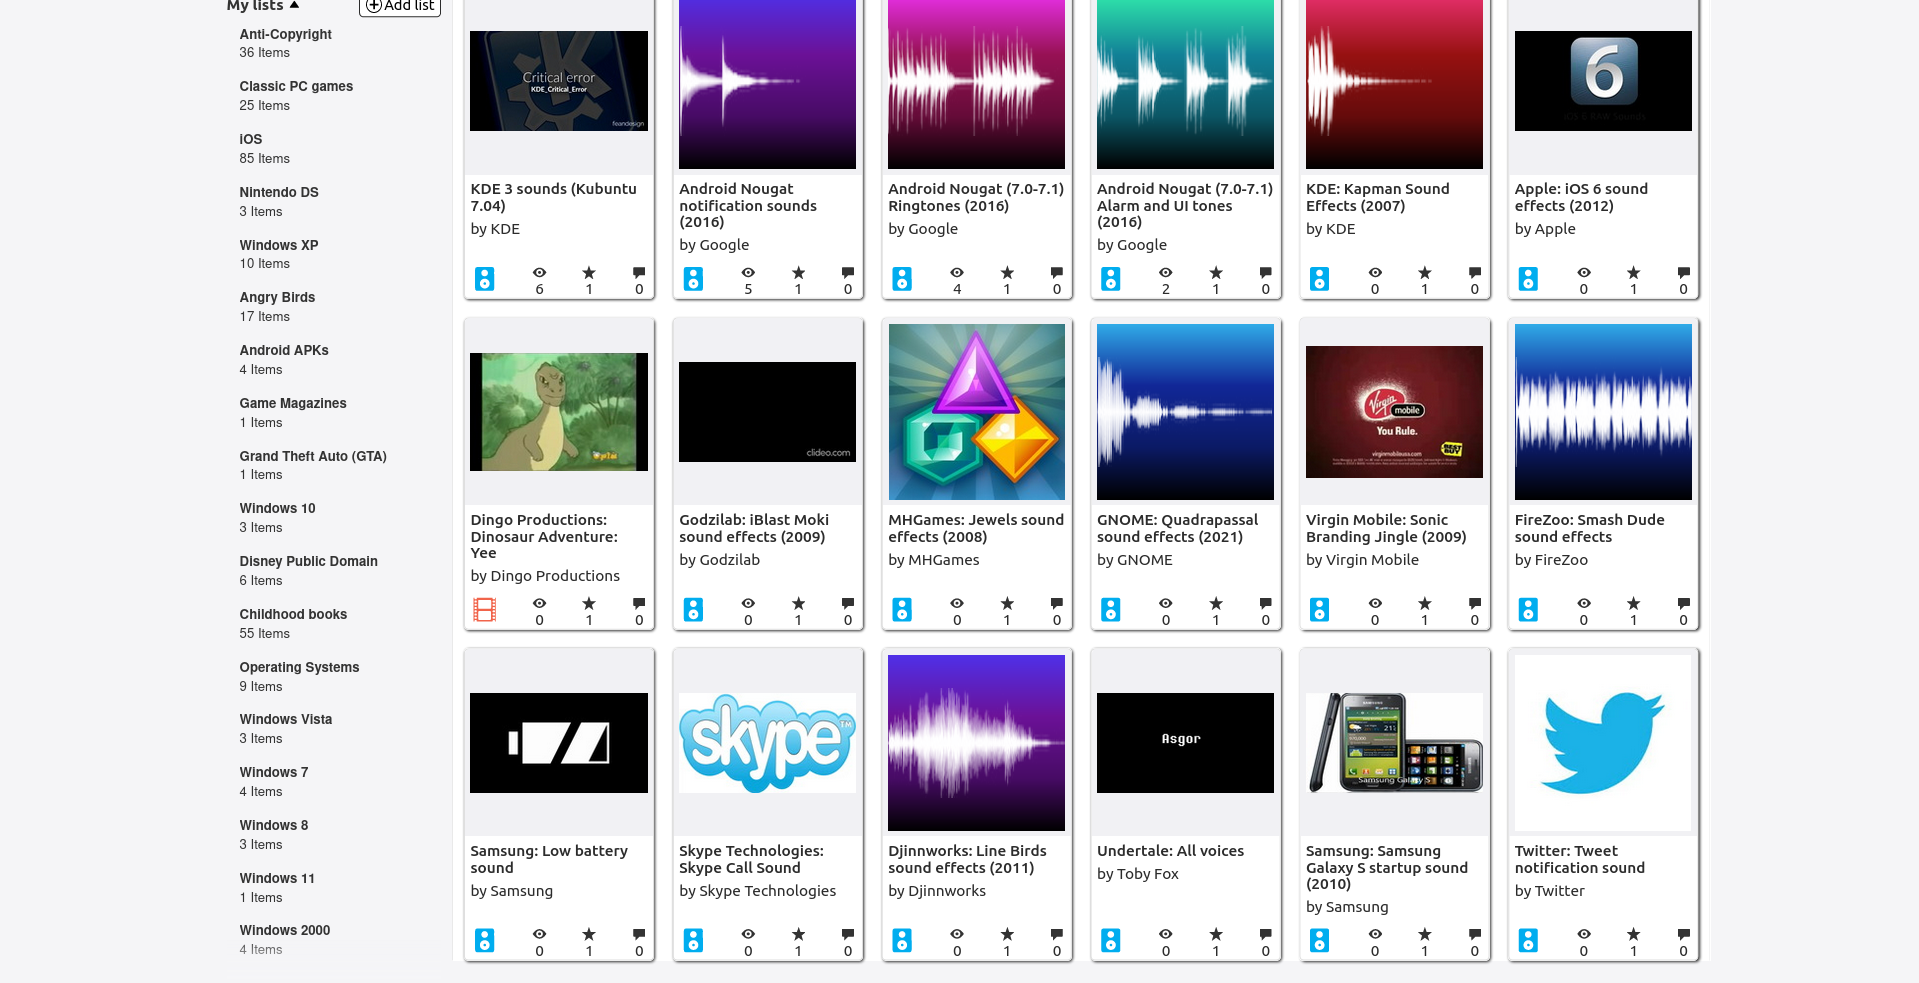 My lists ▲
Add list
Anti-Copyright
36 Items
Classic PC games
25 Items
iOS
85 Items
Nintendo DS
3 Items
Windows XP
10 Items
Angry Birds
17 Items
Android APKs
4 Items
Game Magazines
1 Items
Grand Theft Auto (GTA)
1 Items
Windows 10
3 Items
Disney Public Domain
6 Items
Childhood books
55 Items
Operating Systems
9 Items
Windows Vista
3 Items
Windows 7
4 Items
Windows 8
3 Items
Windows 11
1 Items
Windows 2000
4 Items
Critical error
KDE_Critical_Error
feandesign
KDE 3 sounds (Kubuntu
7.04)
by KDE
6 1 0
Android Nougat
notification sounds
(2016)
by Google
5 1 0
Android Nougat (7.0-7.1)
Ringtones (2016)
by Google
4 1 0
Android Nougat (7.0-7.1)
Alarm and UI tones
(2016)
by Google
2 1 0
KDE: Kapman Sound
Effects (2007)
by KDE
0 1 0
6
iOS 6 RAW Sounds
Apple: iOS 6 sound
effects (2012)
by Apple
0 1 0
Dingo Productions:
Dinosaur Adventure:
Yee
by Dingo Productions
0 1 0
clideo.com
Godzilab: iBlast Moki
sound effects (2009)
by Godzilab
0 1 0
MHGames: Jewels sound
effects (2008)
by MHGames
0 1 0
GNOME: Quadrapassal
sound effects (2021)
by GNOME
0 1 0
Virgin
mobile
You Rule.
BEST BUY
virginmobileusa.com
Virgin Mobile: Sonic
Branding Jingle (2009)
by Virgin Mobile
0 1 0
FireZoo: Smash Dude
sound effects
by FireZoo
0 1 0
Samsung: Low battery
sound
by Samsung
0 1 0
skype
TM
Skype Technologies:
Skype Call Sound
by Skype Technologies
0 1 0
Djinnworks: Line Birds
sound effects (2011)
by Djinnworks
0 1 0
Asgor
Undertale: All voices
by Toby Fox
0 1 0
Samsung Galaxy S
Samsung: Samsung
Galaxy S startup sound
(2010)
by Samsung
0 1 0
Twitter: Tweet
notification sound
by Twitter
0 1 0